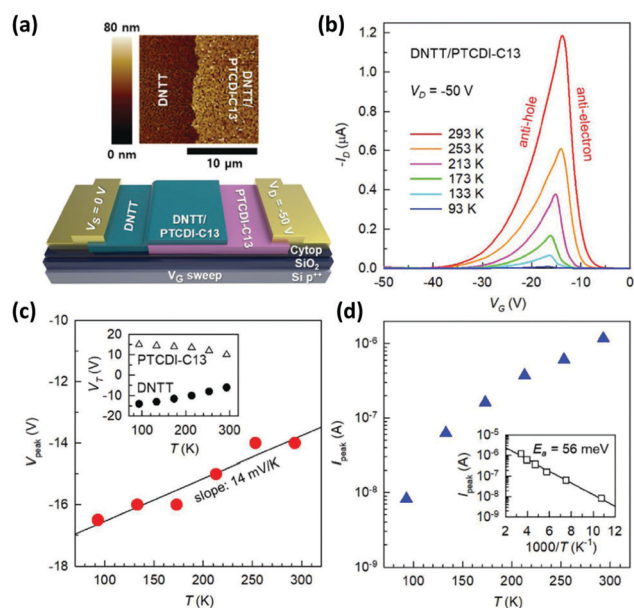 (a)
80 nm
0 nm
DNTT
DNTT/
PTCDI-C13
10 μm
V_S = 0 V
DNTT
DNTT/
PTCDI-C13
PTCDI-C13
V_D = -50 V
Cytop
SiO₂
Si p⁺⁺
V_G sweep
(b)
DNTT/PTCDI-C13
V_D = -50 V
293 K
253 K
213 K
173 K
133 K
93 K
anti-hole
anti-electron
-I_D (μA)
1.2
1.0
0.8
0.6
0.4
0.2
0.0
-50 -40 -30 -20 -10 0
V_G (V)
(c)
V_peak (V)
-10
-12
-14
-16
-18
100 150 200 250 300
T (K)
slope: 14 mV/K
V_T (V)
20
15
10
5
0
-5
-10
-15
-20
PTCDI-C13
DNTT
100 150 200 250 300
T (K)
(d)
I_peak (A)
10⁻⁶
10⁻⁷
10⁻⁸
10⁻⁹
100 150 200 250 300
T (K)
I_peak (A)
10⁻⁵
10⁻⁶
10⁻⁷
10⁻⁸
10⁻⁹
E_a = 56 meV
2 4 6 8 10 12
1000/T (K⁻¹)